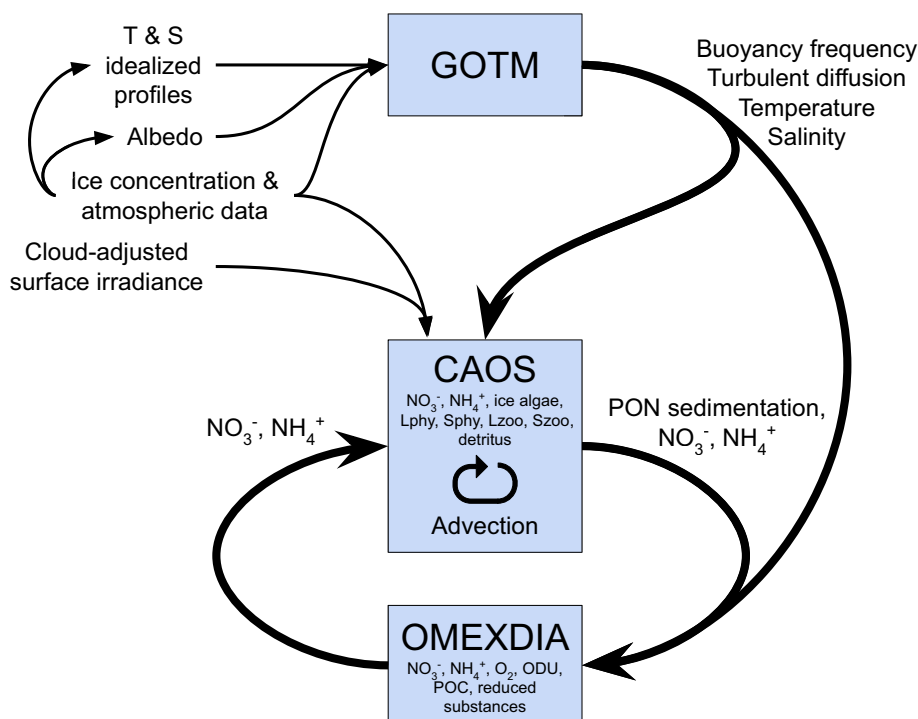 T & S
idealized
profiles
Albedo
Ice concentration &
atmospheric data
Cloud-adjusted
surface irradiance
GOTM
Buoyancy frequency
Turbulent diffusion
Temperature
Salinity
CAOS
NO₃⁻, NH₄⁺, ice algae,
Lphy, Sphy, Lzoo, Szoo,
detritus
Advection
NO₃⁻, NH₄⁺
PON sedimentation,
NO₃⁻, NH₄⁺
OMEXDIA
NO₃⁻, NH₄⁺, O₂, ODU,
POC, reduced
substances